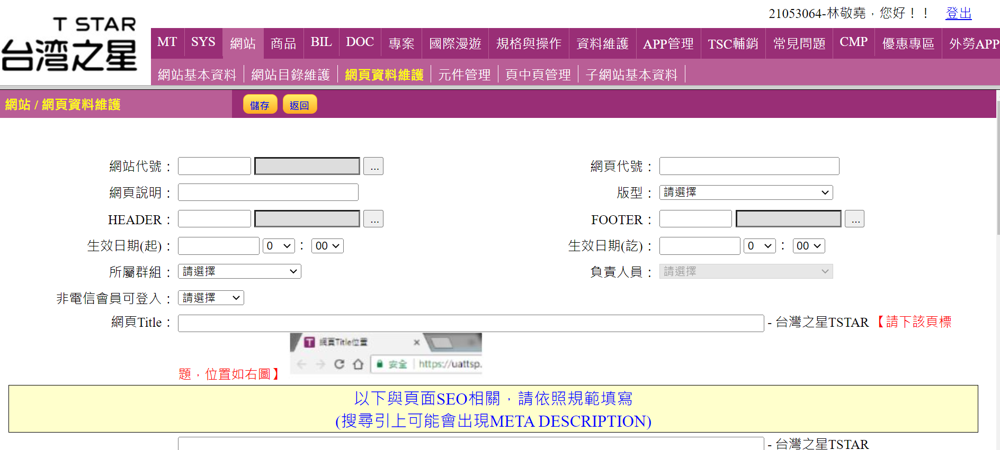 21053064-林敬堯，您好！！ 登出
T STAR
台湾之星
MT SYS 網站 商品 BIL DOC 專案 國際漫遊 規格與操作 資料維護 APP管理 TSC輔銷 常見問題 CMP 優惠專區 外勞APP
網站基本資料 網站目錄維護 網頁資料維護 元件管理 頁中頁管理 子網站基本資料
網站 / 網頁資料維護 儲存 返回
網站代號： ... 網頁代號：
網頁說明： 版型： 請選擇
HEADER： ... FOOTER： ...
生效日期(起)： 0 ： 00 生效日期(訖)： 0 ： 00
所屬群組： 請選擇 負責人員： 請選擇
非電信會員可登入： 請選擇
網頁Title： - 台灣之星TSTAR【請下該頁標
題，位置如右圖】
網頁Title位置
安全 https://uattsp.
以下與頁面SEO相關，請依照規範填寫
(搜尋引上可能會出現META DESCRIPTION)
- 台灣之星TSTAR